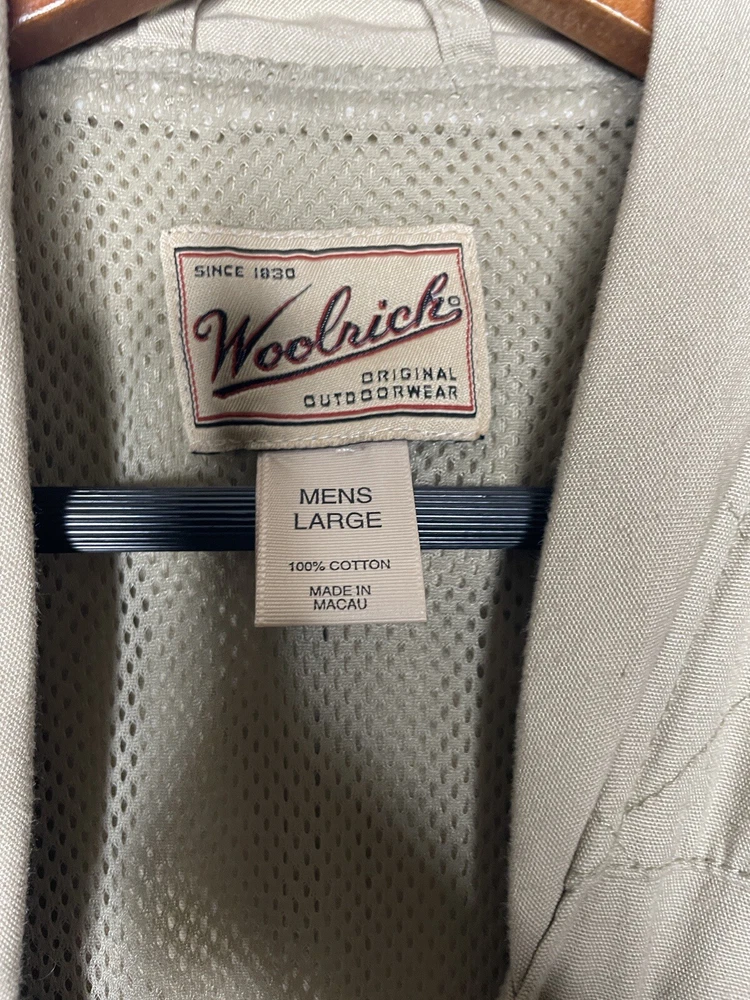 SINCE 1830
Woolrich®
ORIGINAL
OUTDOORWEAR
MENS
LARGE
100% COTTON
MADE IN
MACAU